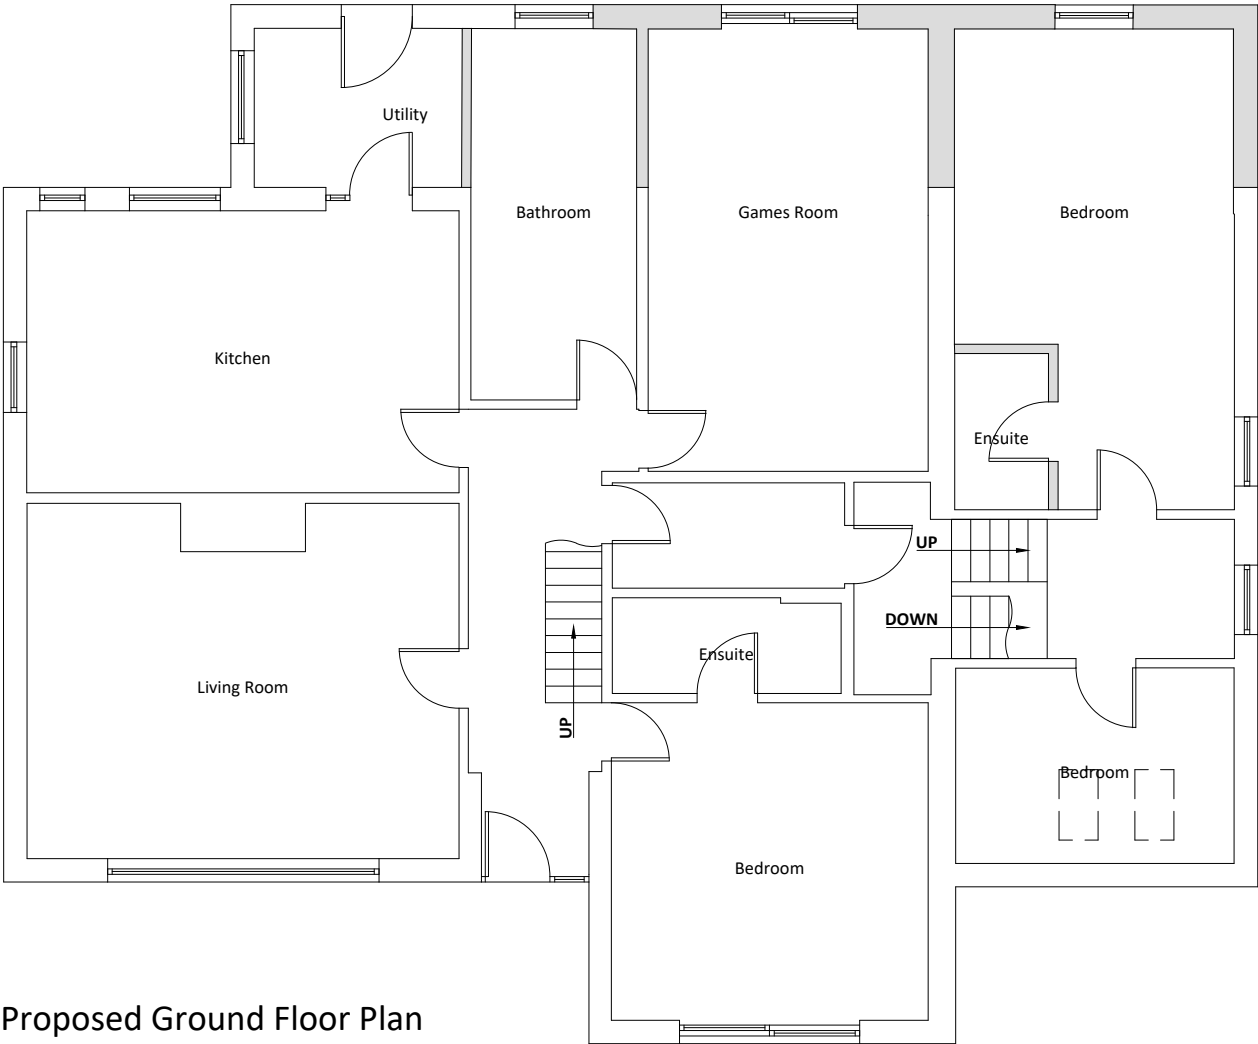 Utility
Bathroom
Games Room
Bedroom
Kitchen
Ensuite
UP
DOWN
Ensuite
Living Room
UP
Bedroom
Bedroom
Proposed Ground Floor Plan